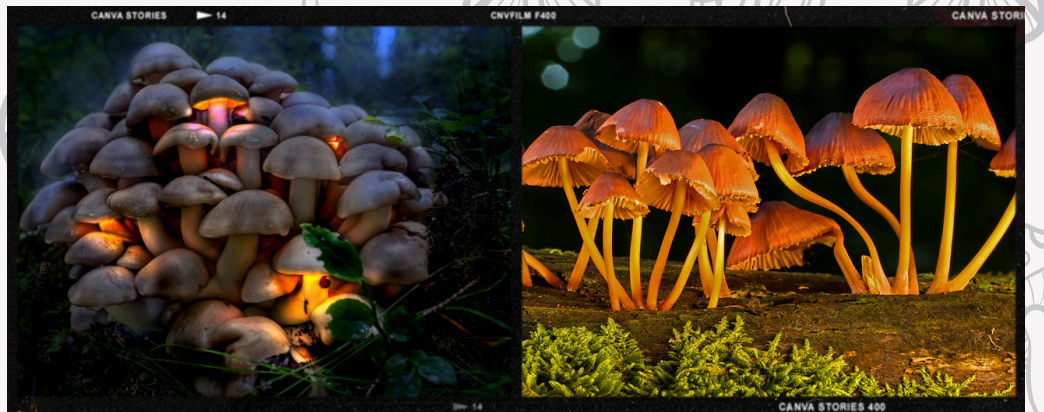 CANVA STORIES 14
CNVFILM F400
CANVA STORI
14
CANVA STORIES 400